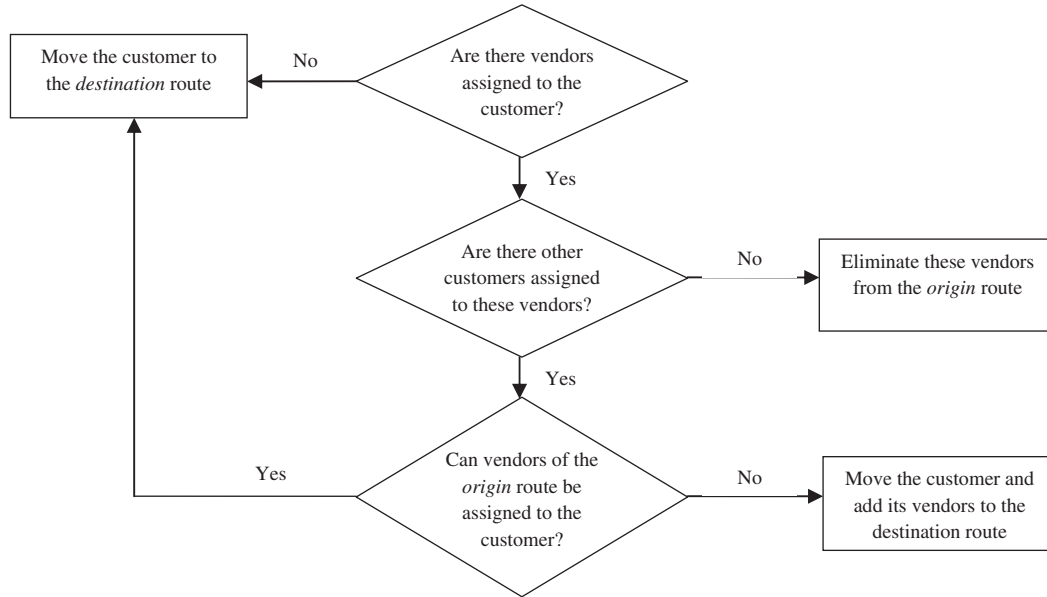 Move the customer to
the destination route
No
Are there vendors
assigned to the
customer?
Yes
Are there other
customers assigned
to these vendors?
No
Eliminate these vendors
from the origin route
Yes
Yes
Can vendors of the
origin route be
assigned to the
customer?
No
Move the customer and
add its vendors to the
destination route